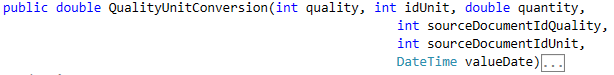 public double QualityUnitConversion(int quality, int idUnit, double quantity,
int sourceDocumentIdQuality,
int sourceDocumentIdUnit,
DateTime valueDate)...